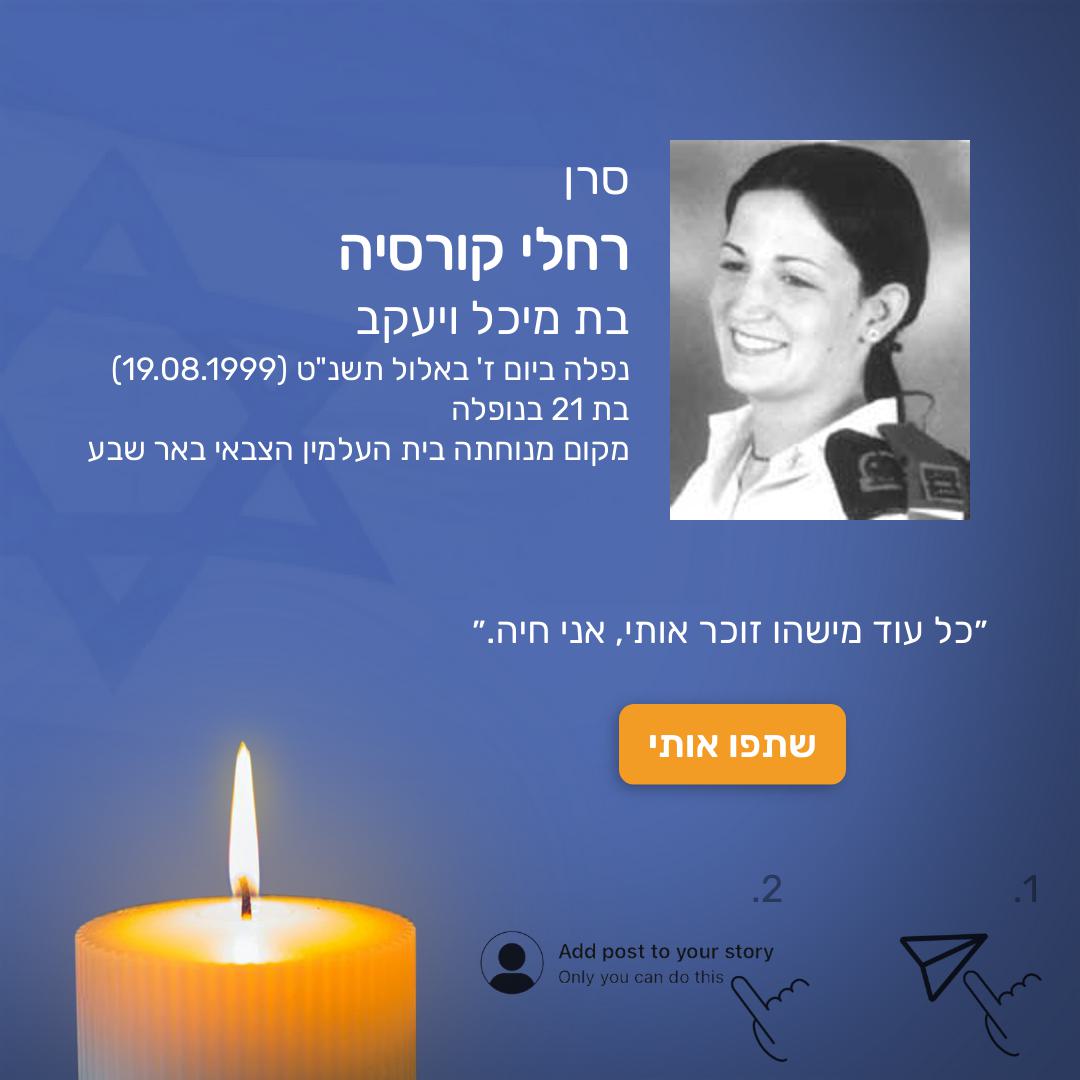 סרן
רחלי קורסיה
בת מיכל ויעקב
נפלה ביום ז' באלול תשנ"ט (19.08.1999)
בת 21 בנופלה
מקום מנוחתה בית העלמין הצבאי באר שבע
״כל עוד מישהו זוכר אותי, אני חיה.״
שתפו אותי
1.
2.
Add post to your story
Only you can do this